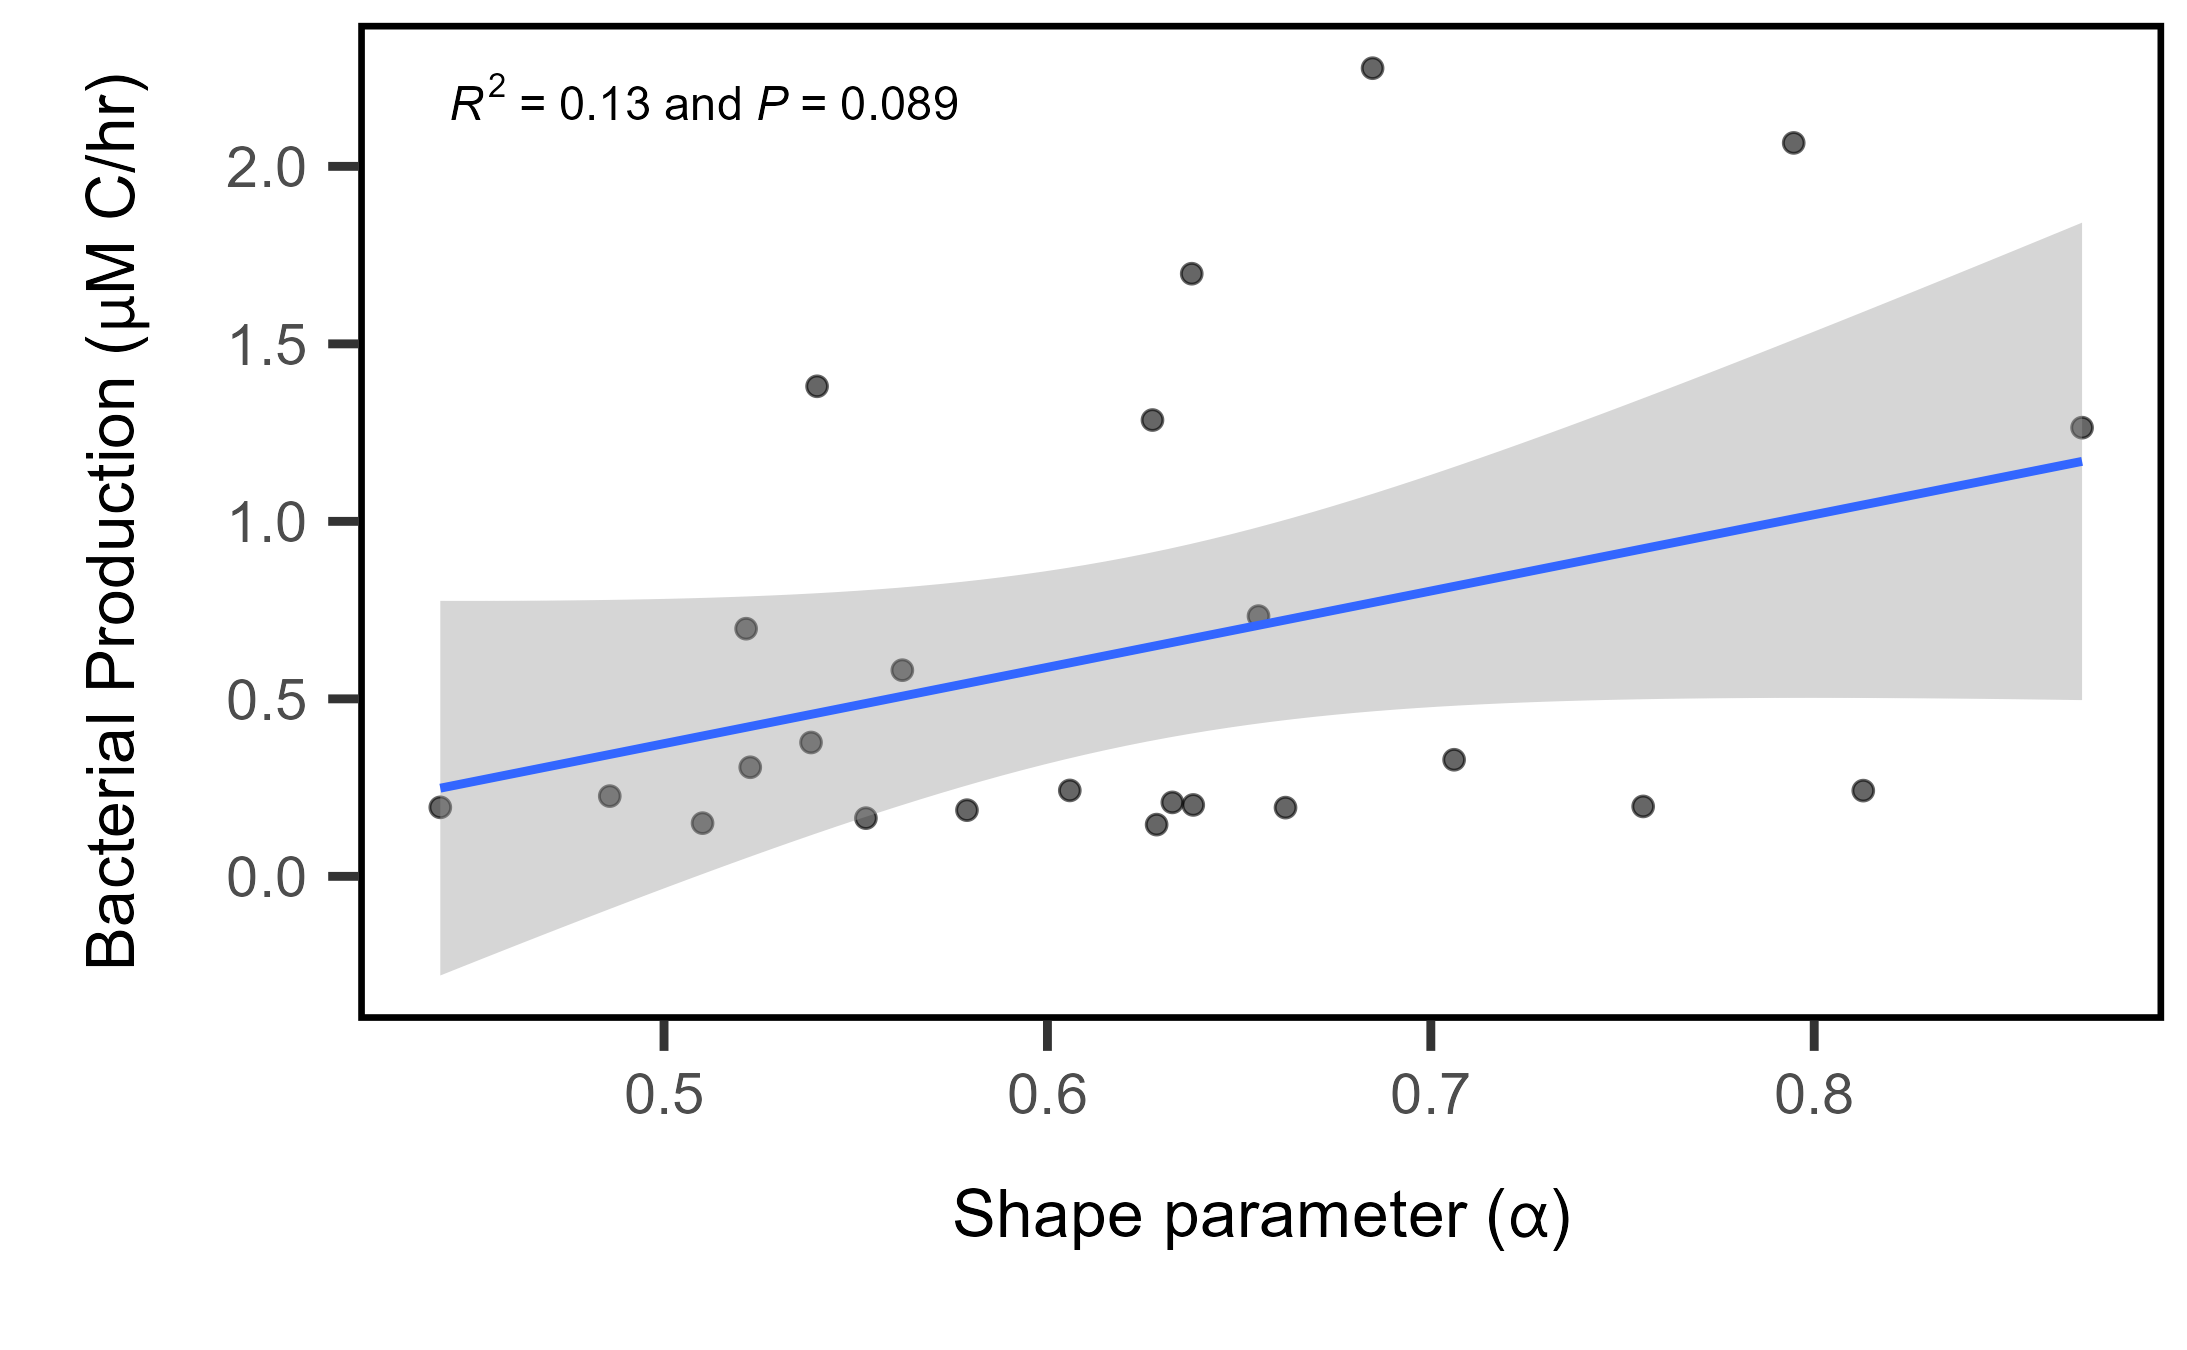 R² = 0.13 and P = 0.089
Bacterial Production (µM C/hr)
2.0
1.5
1.0
0.5
0.0
0.5 0.6 0.7 0.8
Shape parameter (α)